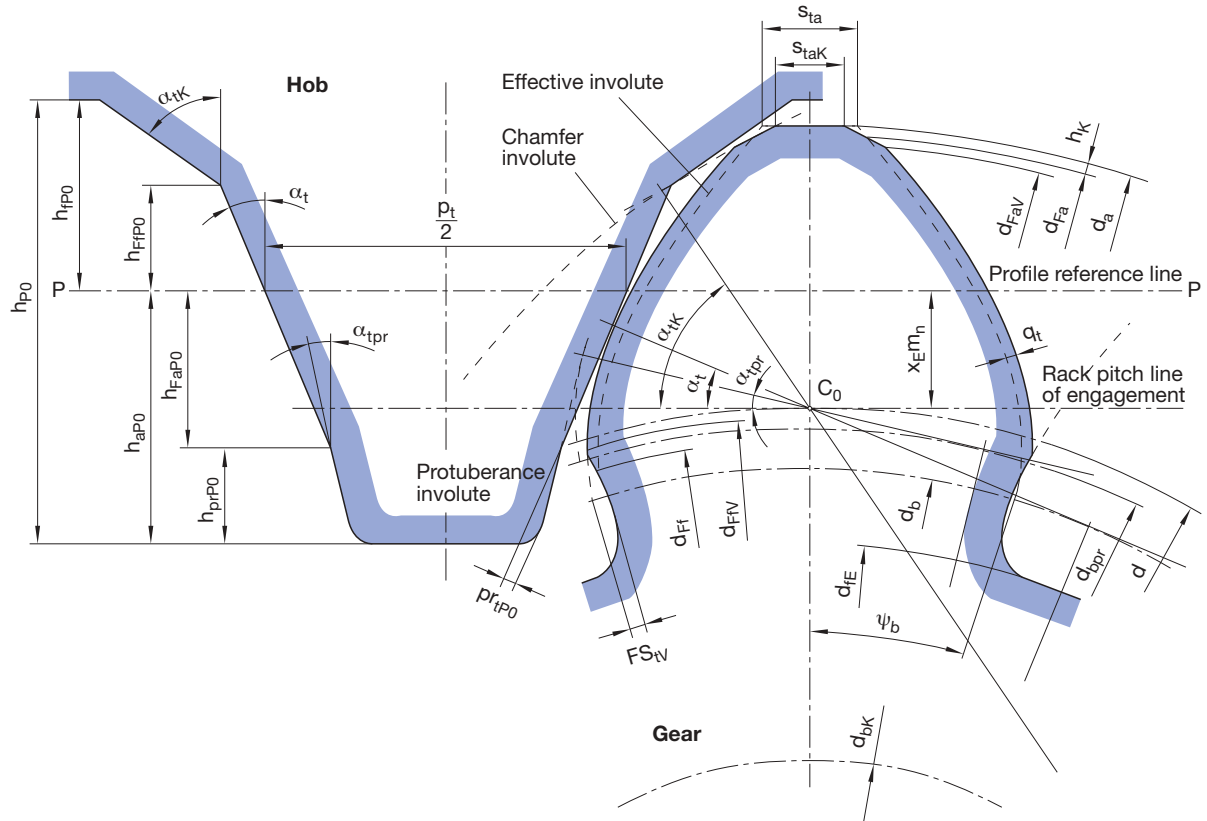 s_ta
s_taK
Hob
α_tK
Effective involute
Chamfer
involute
h_K
h_fP0
h_FfP0
α_t
p_t
2
d_FaV
d_Fa
d_a
h_P0
P
Profile reference line
P
α_tpr
α_tK
x_E m_n
q_t
h_FaP0
α_t
α_tpr
Rack pitch line
of engagement
C_0
h_aP0
h_prP0
Protuberance
involute
d_Ff
d_FfV
d_b
d_fE
d_bpr
d
pr_tP0
ψ_b
FS_tV
Gear
d_bK